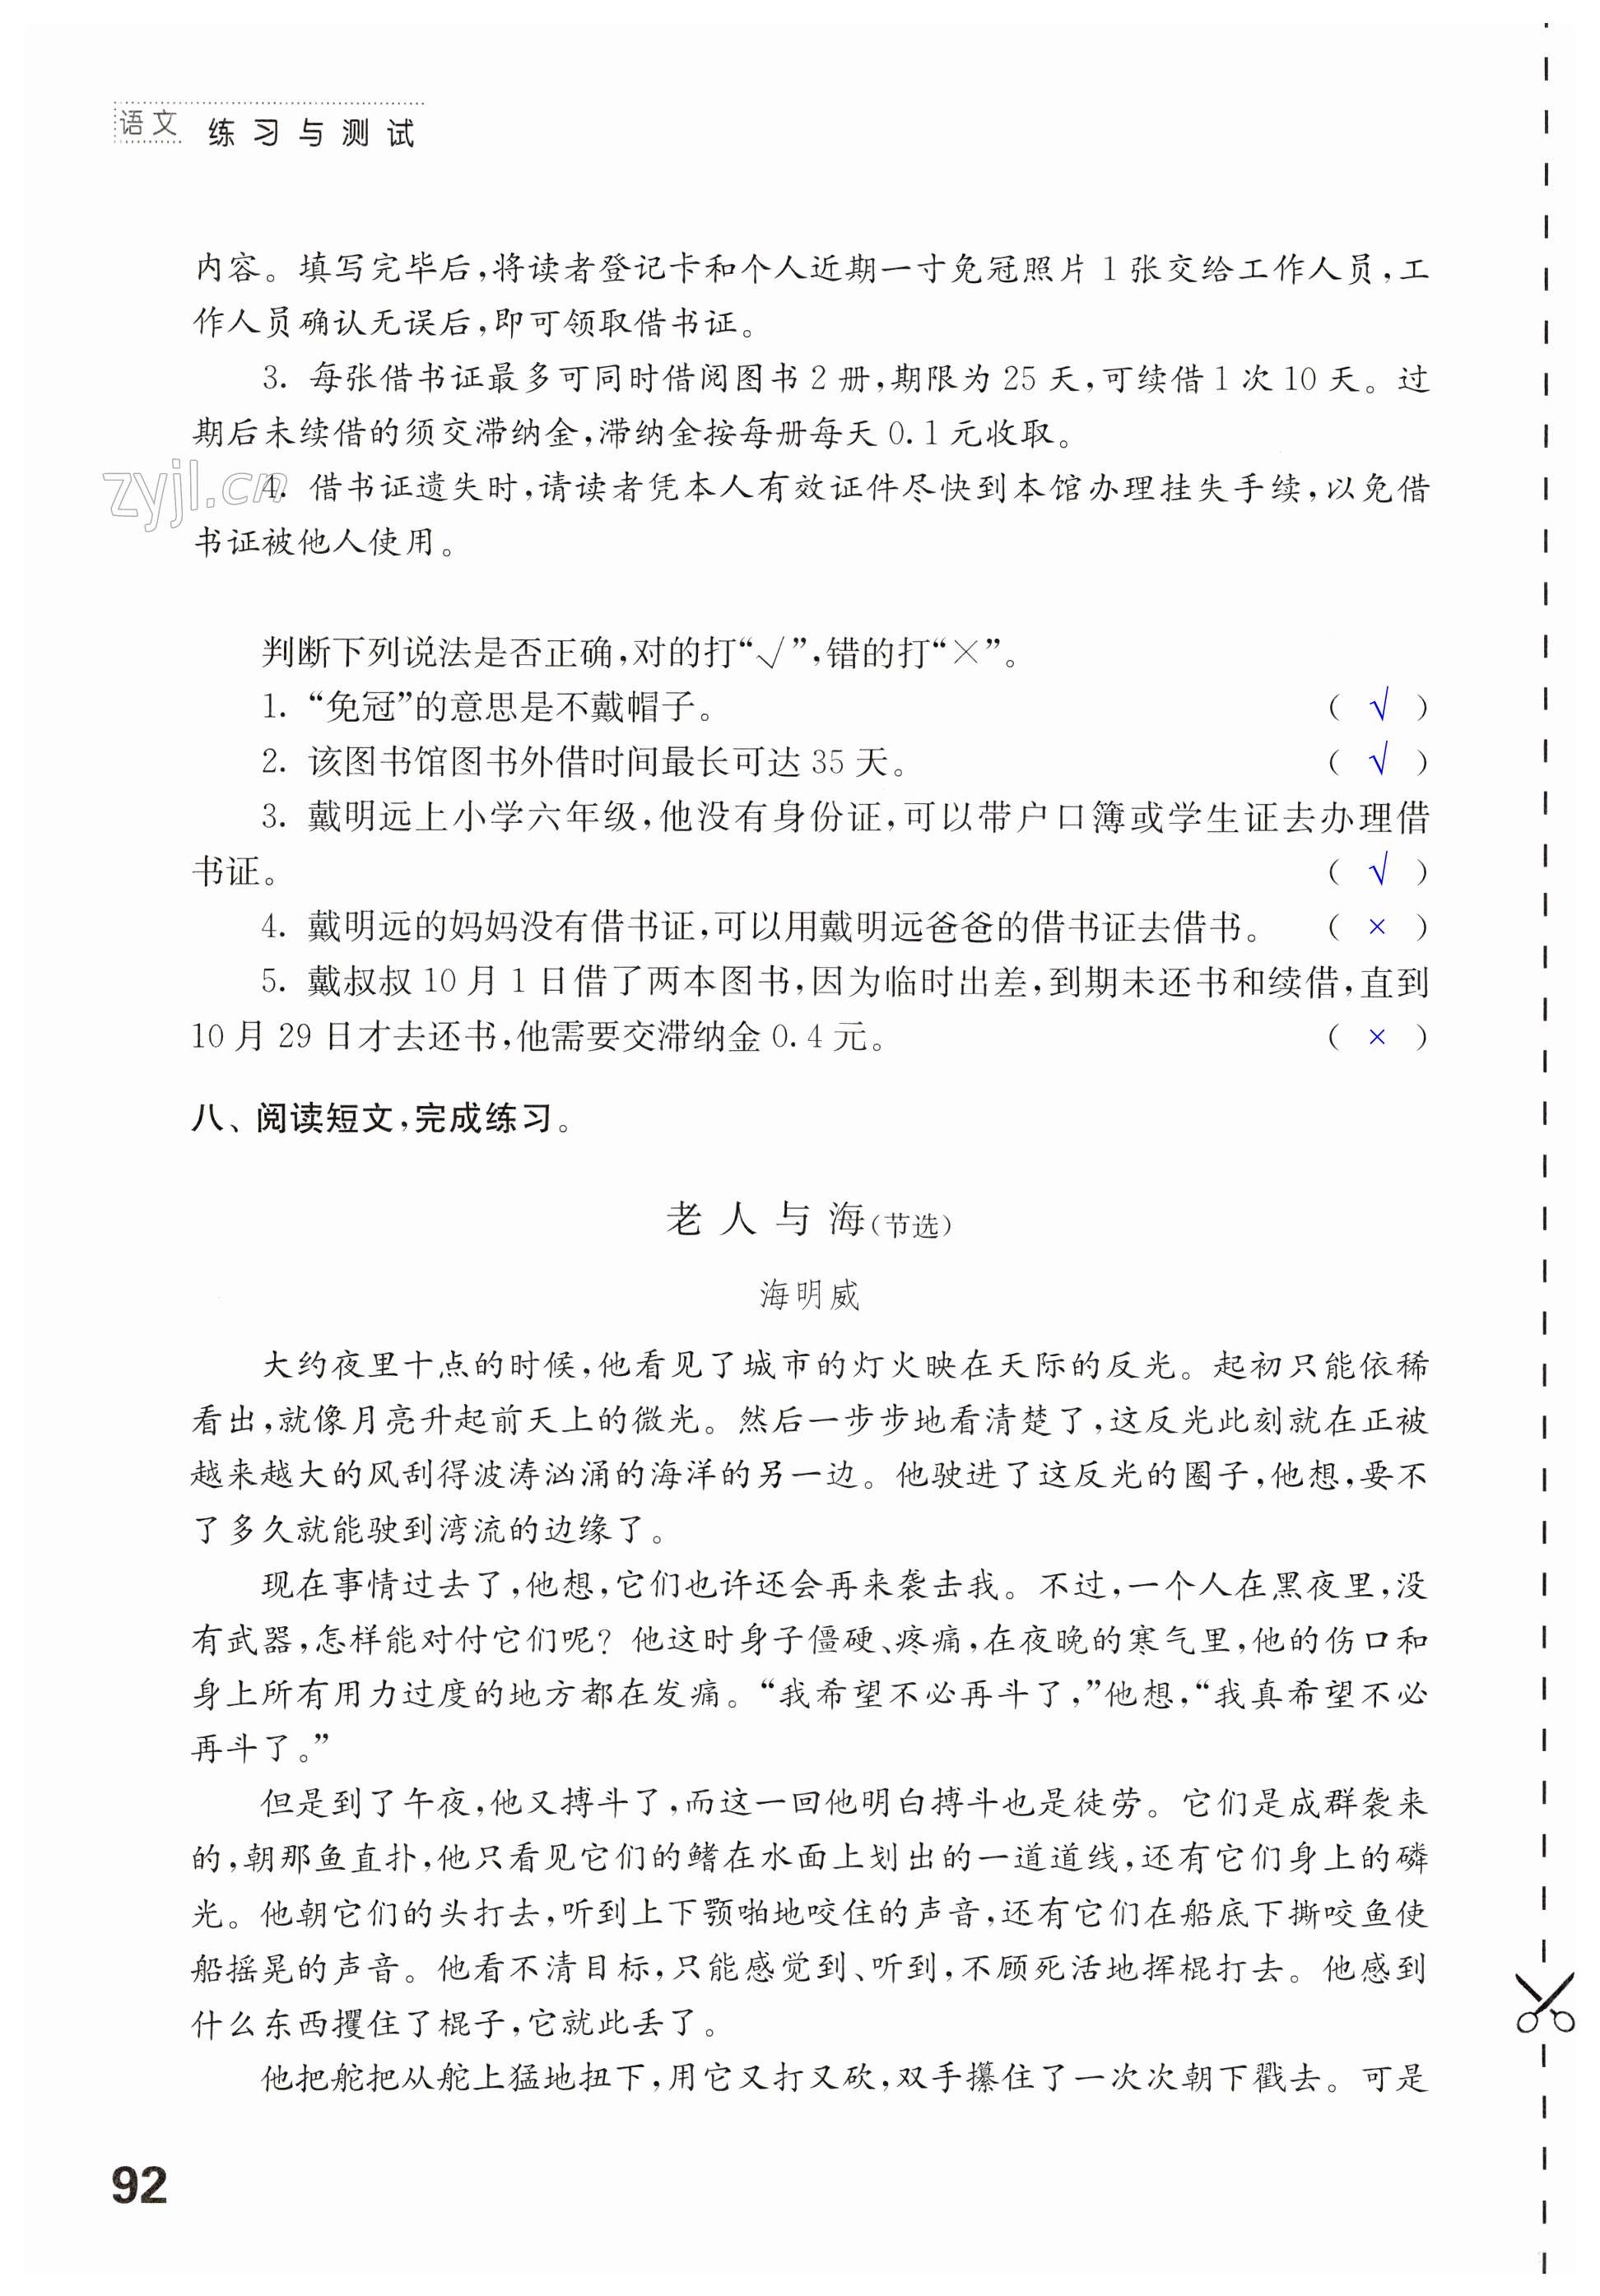 语文 练习与测试
内容。填写完毕后,将读者登记卡和个人近期一寸免冠照片1张交给工作人员,工
作人员确认无误后,即可领取借书证。
3. 每张借书证最多可同时借阅图书2册,期限为25天,可续借1次10天。过
期后未续借的须交滞纳金,滞纳金按每册每天0.1元收取。
zyjl.cn
4. 借书证遗失时,请读者凭本人有效证件尽快到本馆办理挂失手续,以免借
书证被他人使用。
判断下列说法是否正确,对的打“√”,错的打“×”。
1. “免冠”的意思是不戴帽子。 ( √ )
2. 该图书馆图书外借时间最长可达35天。 ( √ )
3. 戴明远上小学六年级,他没有身份证,可以带户口簿或学生证去办理借
书证。 ( √ )
4. 戴明远的妈妈没有借书证,可以用戴明远爸爸的借书证去借书。 ( × )
5. 戴叔叔10月1日借了两本图书,因为临时出差,到期未还书和续借,直到
10月29日才去还书,他需要交滞纳金0.4元。 ( × )
八、阅读短文,完成练习。
老人与海(节选)
海明威
大约夜里十点的时候,他看见了城市的灯火映在天际的反光。起初只能依稀
看出,就像月亮升起前天上的微光。然后一步步地看清楚了,这反光此刻就在正被
越来越大的风刮得波涛汹涌的海洋的另一边。他驶进了这反光的圈子,他想,要不
了多久就能驶到湾流的边缘了。
现在事情过去了,他想,它们也许还会再来袭击我。不过,一个人在黑夜里,没
有武器,怎样能对付它们呢?他这时身子僵硬、疼痛,在夜晚的寒气里,他的伤口和
身上所有用力过度的地方都在发痛。“我希望不必再斗了,”他想,“我真希望不必
再斗了。”
但是到了午夜,他又搏斗了,而这一回他明白搏斗也是徒劳。它们是成群袭来
的,朝那鱼直扑,他只看见它们的鳍在水面上划出的一道道线,还有它们身上的磷
光。他朝它们的头打去,听到上下颚啪地咬住的声音,还有它们在船底下撕咬鱼使
船摇晃的声音。他看不清目标,只能感觉到、听到,不顾死活地挥棍打去。他感到
什么东西攫住了棍子,它就此丢了。
他把舵把从舵上猛地扭下,用它又打又砍,双手攥住了一次次朝下戳去。可是
92